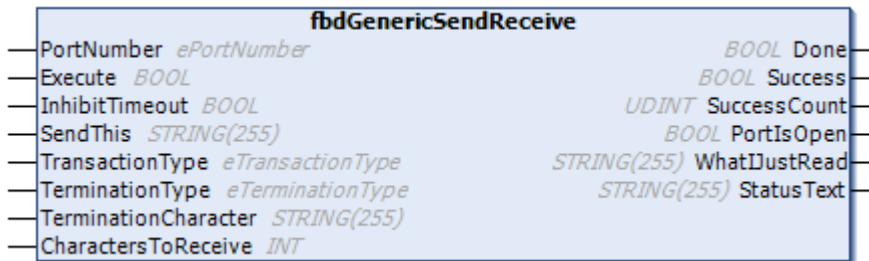 fbdGenericSendReceive
PortNumber ePortNumber BOOL Done
Execute BOOL BOOL Success
InhibitTimeout BOOL UDINT SuccessCount
SendThis STRING(255) BOOL PortIsOpen
TransactionType eTransactionType STRING(255) WhatIJustRead
TerminationType eTerminationType STRING(255) StatusText
TerminationCharacter STRING(255)
CharactersToReceive INT